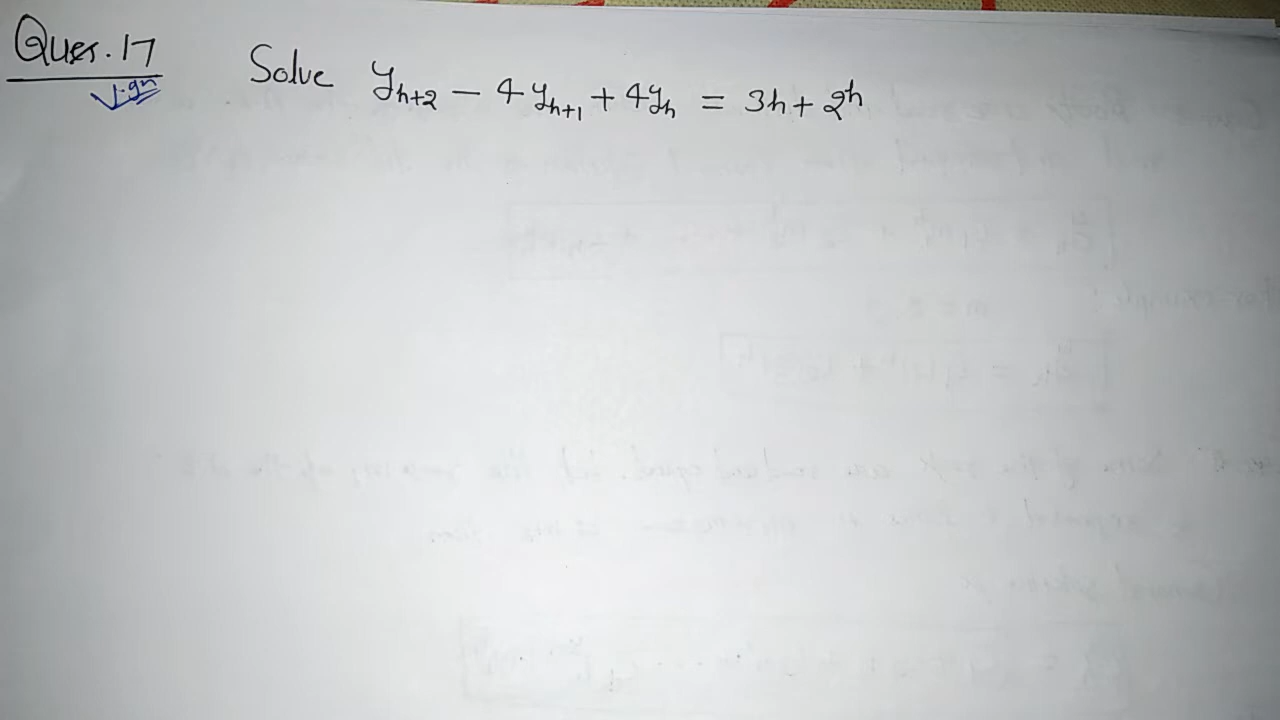 Ques. 17 Solve y_{h+2} - 4y_{h+1} + 4y_h = 3h + 2^h